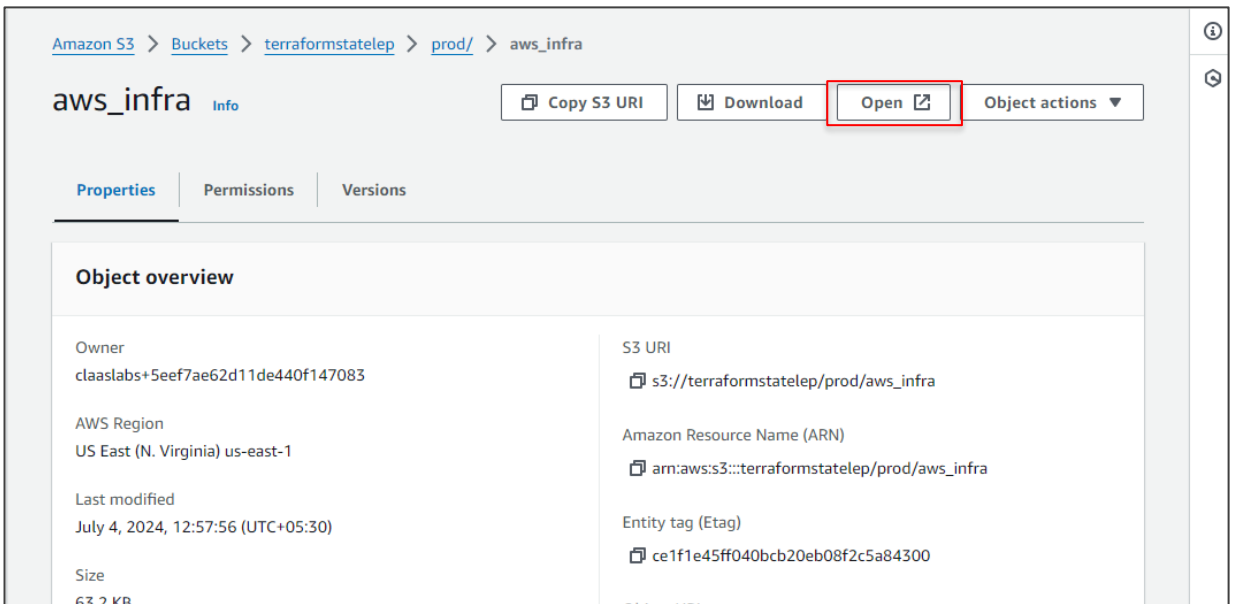 Amazon S3 > Buckets > terraformstatelep > prod/ > aws_infra
aws_infra Info
Copy S3 URI Download Open Object actions
Properties Permissions Versions
Object overview
Owner
claaslabs+5eef7ae62d11de440f147083
AWS Region
US East (N. Virginia) us-east-1
Last modified
July 4, 2024, 12:57:56 (UTC+05:30)
Size
63.2 KB
S3 URI
s3://terraformstatelep/prod/aws_infra
Amazon Resource Name (ARN)
arn:aws:s3:::terraformstatelep/prod/aws_infra
Entity tag (Etag)
ce1f1e45ff040bcb20eb08f2c5a84300